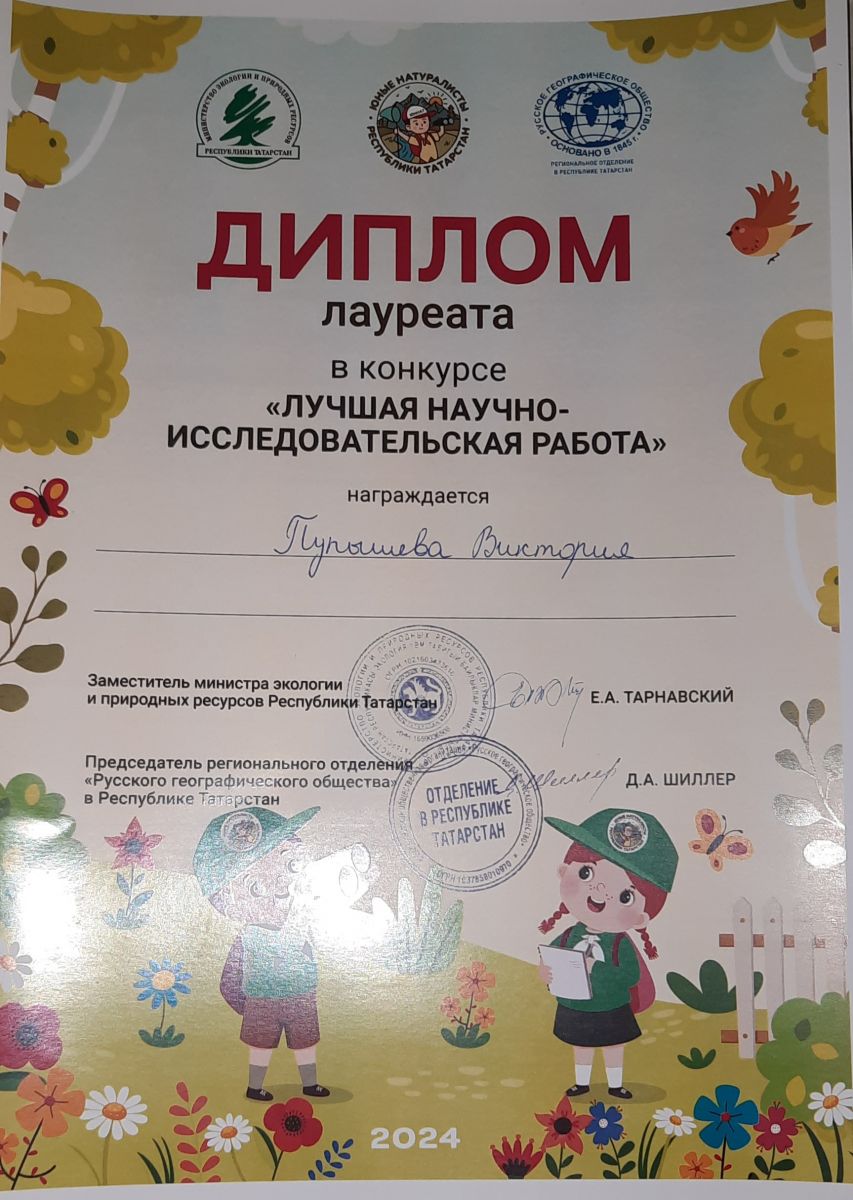 МИНИСТЕРСТВО ЭКОЛОГИИ И ПРИРОДНЫХ РЕСУРСОВ
РЕСПУБЛИКИ ТАТАРСТАН
ЮНЫЕ НАТУРАЛИСТЫ
РЕСПУБЛИКИ ТАТАРСТАН
РУССКОЕ ГЕОГРАФИЧЕСКОЕ ОБЩЕСТВО
ОСНОВАНО В 1845 г.
РЕГИОНАЛЬНОЕ ОТДЕЛЕНИЕ
В РЕСПУБЛИКЕ ТАТАРСТАН
ДИПЛОМ
лауреата
в конкурсе
«ЛУЧШАЯ НАУЧНО-
ИССЛЕДОВАТЕЛЬСКАЯ РАБОТА»
награждается
Пупышева Виктория
Заместитель министра экологии
и природных ресурсов Республики Татарстан
Е.А. ТАРНАВСКИЙ
Председатель регионального отделения
«Русского географического общества»
в Республике Татарстан
Д.А. ШИЛЛЕР
ОТДЕЛЕНИЕ
В РЕСПУБЛИКЕ
ТАТАРСТАН
2024